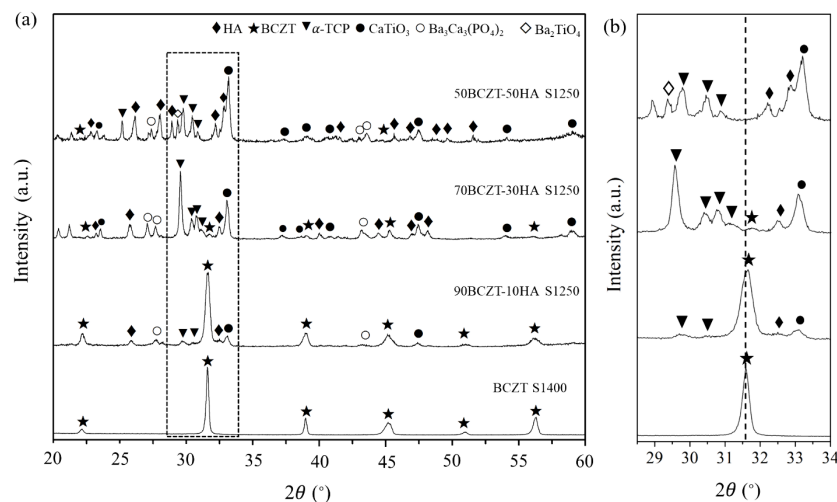 (a)
HA BCZT α-TCP CaTiO₃ Ba₃Ca₃(PO₄)₂ Ba₂TiO₄
50BCZT-50HA S1250
70BCZT-30HA S1250
90BCZT-10HA S1250
BCZT S1400
Intensity (a.u.)
20 25 30 35 40 45 50 55 60
2θ (°)
(b)
Intensity (a.u.)
29 30 31 32 33 34
2θ (°)